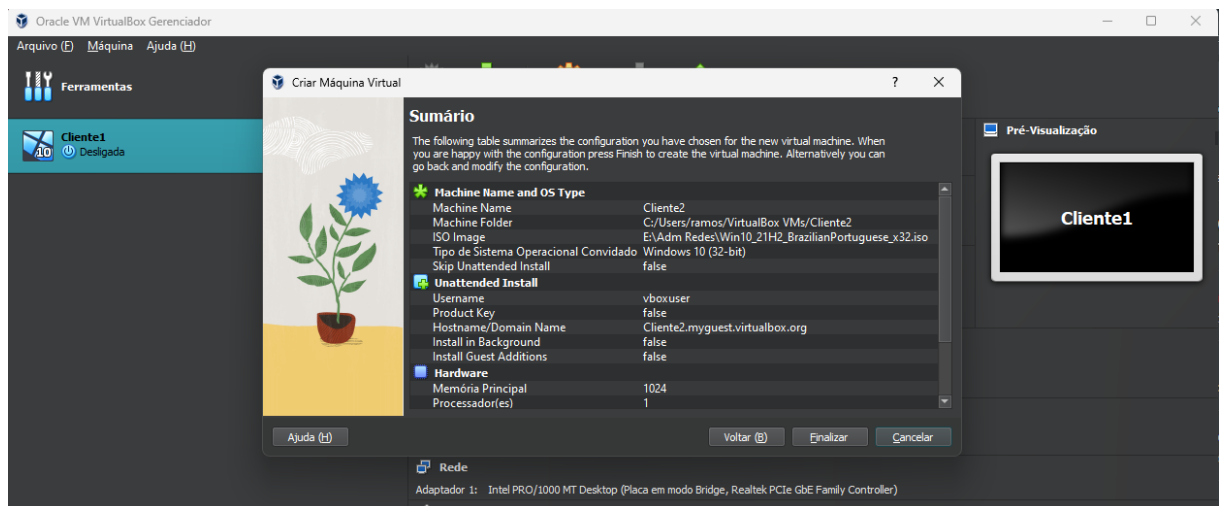 Oracle VM VirtualBox Gerenciador
Arquivo (F) Máquina Ajuda (H)
Ferramentas
Cliente1
Desligada
Criar Máquina Virtual ?
Sumário
The following table summarizes the configuration you have chosen for the new virtual machine. When
you are happy with the configuration press Finish to create the virtual machine. Alternatively you can
go back and modify the configuration.
Machine Name and OS Type
Machine Name Cliente2
Machine Folder C:/Users/ramos/VirtualBox VMs/Cliente2
ISO Image E:\Adm Redes\Win10_21H2_BrazilianPortuguese_x32.iso
Tipo de Sistema Operacional Convidado Windows 10 (32-bit)
Skip Unattended Install false
Unattended Install
Username vboxuser
Product Key false
Hostname/Domain Name Cliente2.myguest.virtualbox.org
Install in Background false
Install Guest Additions false
Hardware
Memória Principal 1024
Processador(es) 1
Ajuda (H) Voltar (B) Finalizar Cancelar
Pré-Visualização
Cliente1
Rede
Adaptador 1: Intel PRO/1000 MT Desktop (Placa em modo Bridge, Realtek PCIe GbE Family Controller)
10